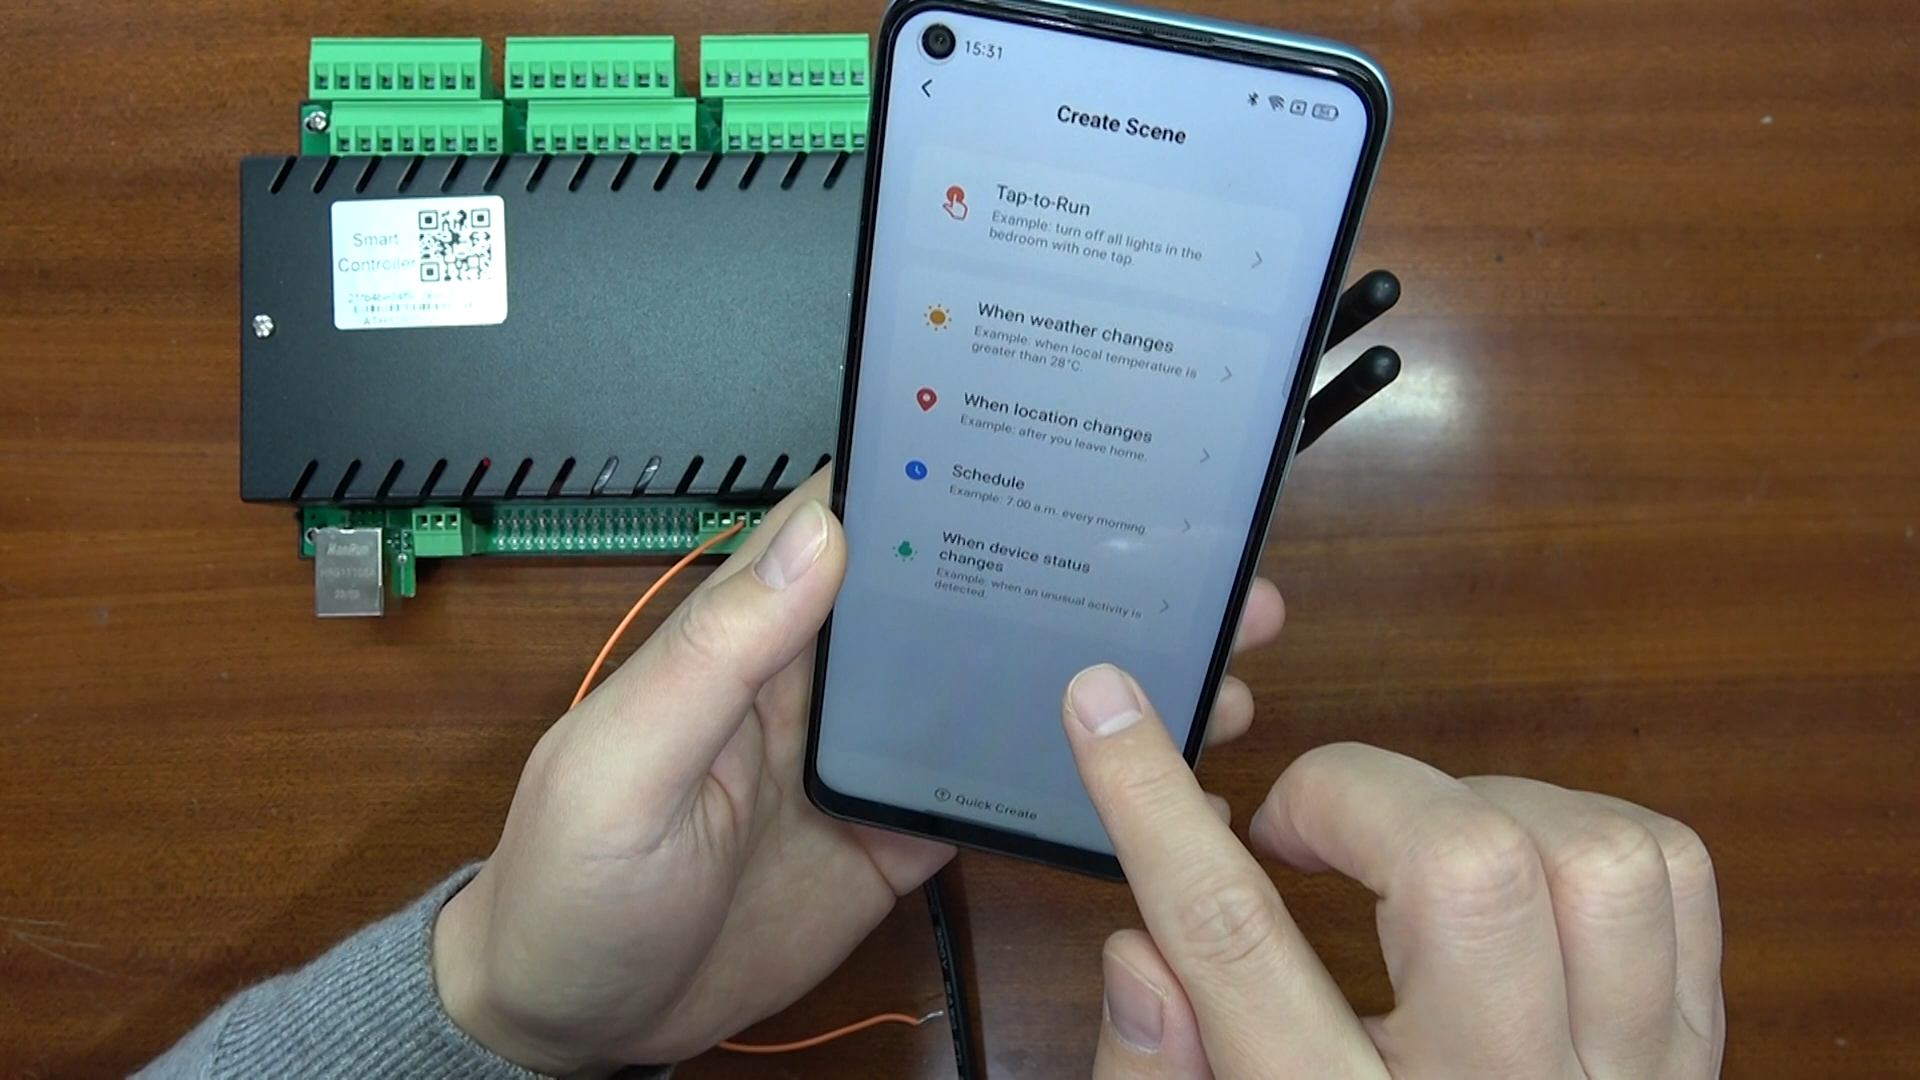 15:31
Create Scene
Tap-to-Run
Example: turn off all lights in the
bedroom with one tap.
When weather changes
Example: when local temperature is
greater than 28°C.
When location changes
Example: after you leave home.
Schedule
Example: 7:00 a.m. every morning
When device status
changes
Example: when an unusual activity is
detected.
Quick Create
Smart
Controller
HanRun